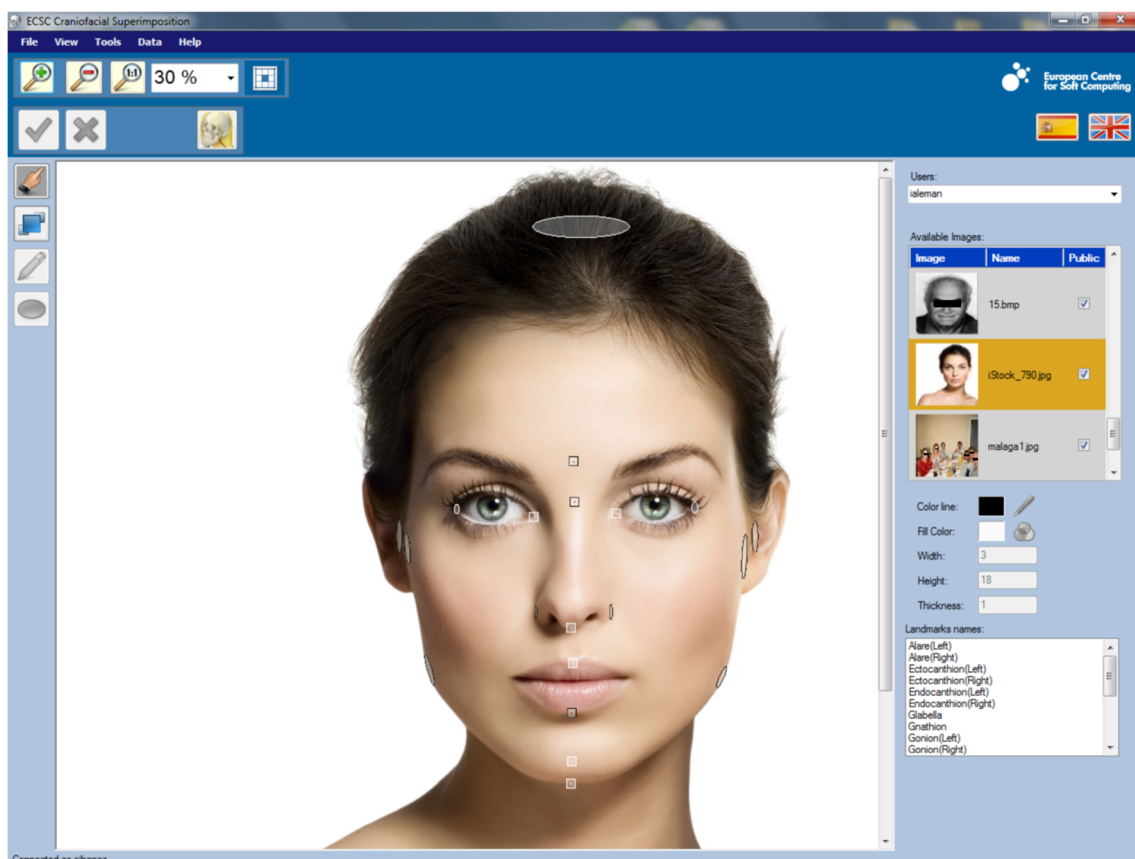 ECSC Craniofacial Superimposition
File View Tools Data Help
1:1 30 %
European Centre
for Soft Computing
Users:
ialeman
Available Images:
Image Name Public
15.bmp
iStock_790.jpg
malaga1.jpg
Color line:
Fill Color:
Width: 3
Height: 18
Thickness: 1
Landmarks names:
Alare(Left)
Alare(Right)
Ectocanthion(Left)
Ectocanthion(Right)
Endocanthion(Left)
Endocanthion(Right)
Glabella
Gnathion
Gonion(Left)
Gonion(Right)